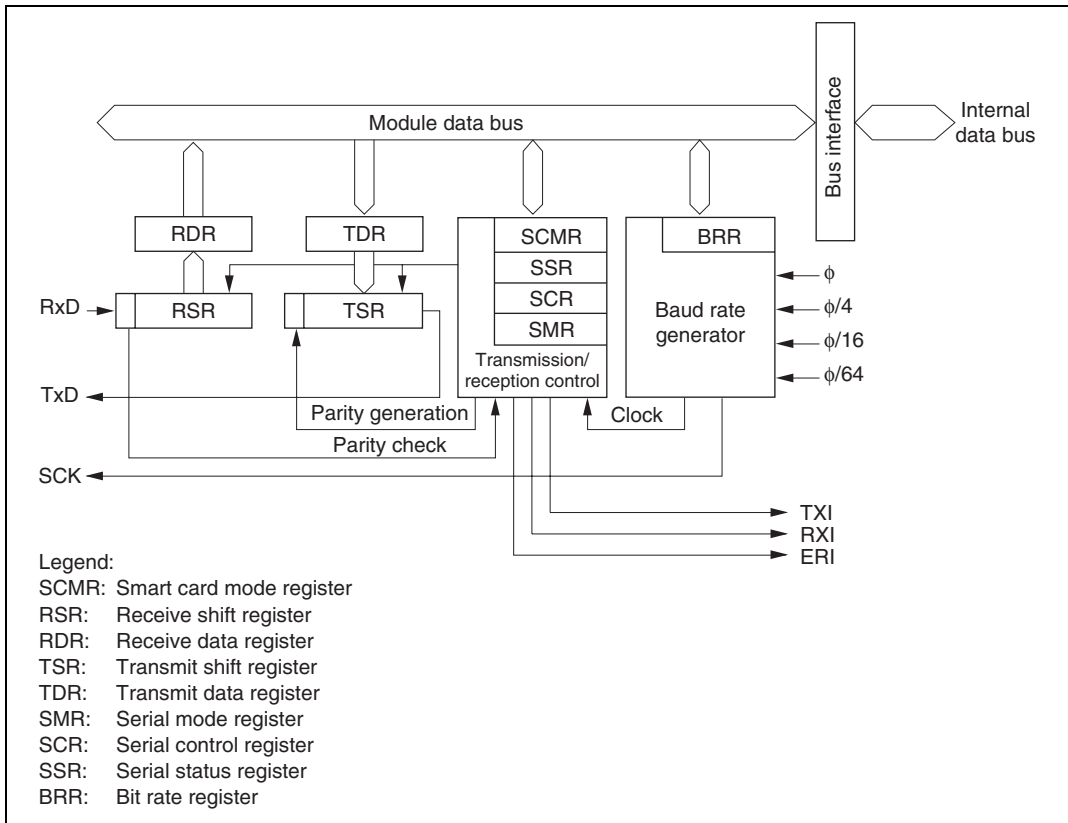 Module data bus
Bus interface
Internal
data bus
RDR
TDR
SCMR
SSR
SCR
SMR
Transmission/
reception control
BRR
Baud rate
generator
ϕ
ϕ/4
ϕ/16
ϕ/64
RxD
RSR
TSR
TxD
Parity generation
Parity check
Clock
SCK
TXI
RXI
ERI
Legend:
SCMR: Smart card mode register
RSR: Receive shift register
RDR: Receive data register
TSR: Transmit shift register
TDR: Transmit data register
SMR: Serial mode register
SCR: Serial control register
SSR: Serial status register
BRR: Bit rate register